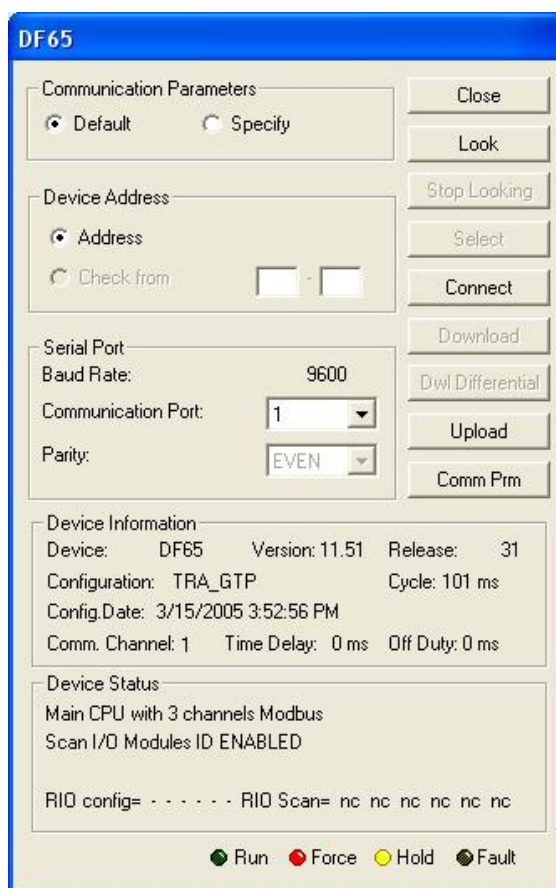 DF65
Communication Parameters
Default Specify
Close
Look
Device Address
Stop Looking
Address
Select
Check from -
Connect
Serial Port
Download
Baud Rate: 9600
Dwl Differential
Communication Port: 1
Upload
Parity: EVEN
Comm Prm
Device Information
Device: DF65 Version: 11.51 Release: 31
Configuration: TRA_GTP Cycle: 101 ms
Config.Date: 3/15/2005 3:52:56 PM
Comm. Channel: 1 Time Delay: 0 ms Off Duty: 0 ms
Device Status
Main CPU with 3 channels Modbus
Scan I/O Modules ID ENABLED
RIO config= - - - - - - RIO Scan= nc nc nc nc nc nc
Run Force Hold Fault